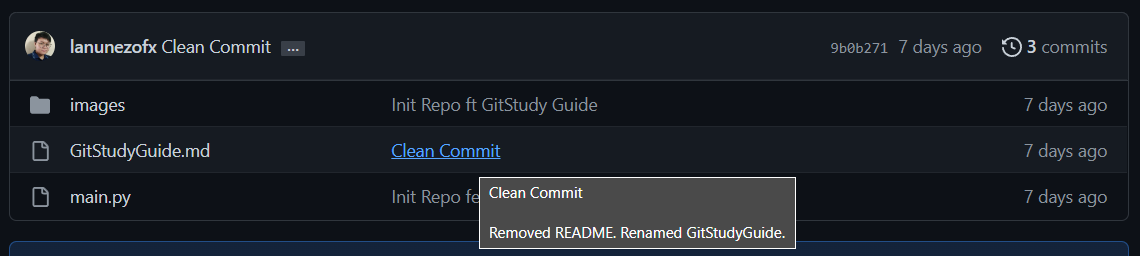 lanunezofx Clean Commit ... 9b0b271 7 days ago 3 commits
images Init Repo ft GitStudy Guide 7 days ago
GitStudyGuide.md Clean Commit 7 days ago
main.py Init Repo fe 7 days ago
Clean Commit
Removed README. Renamed GitStudyGuide.